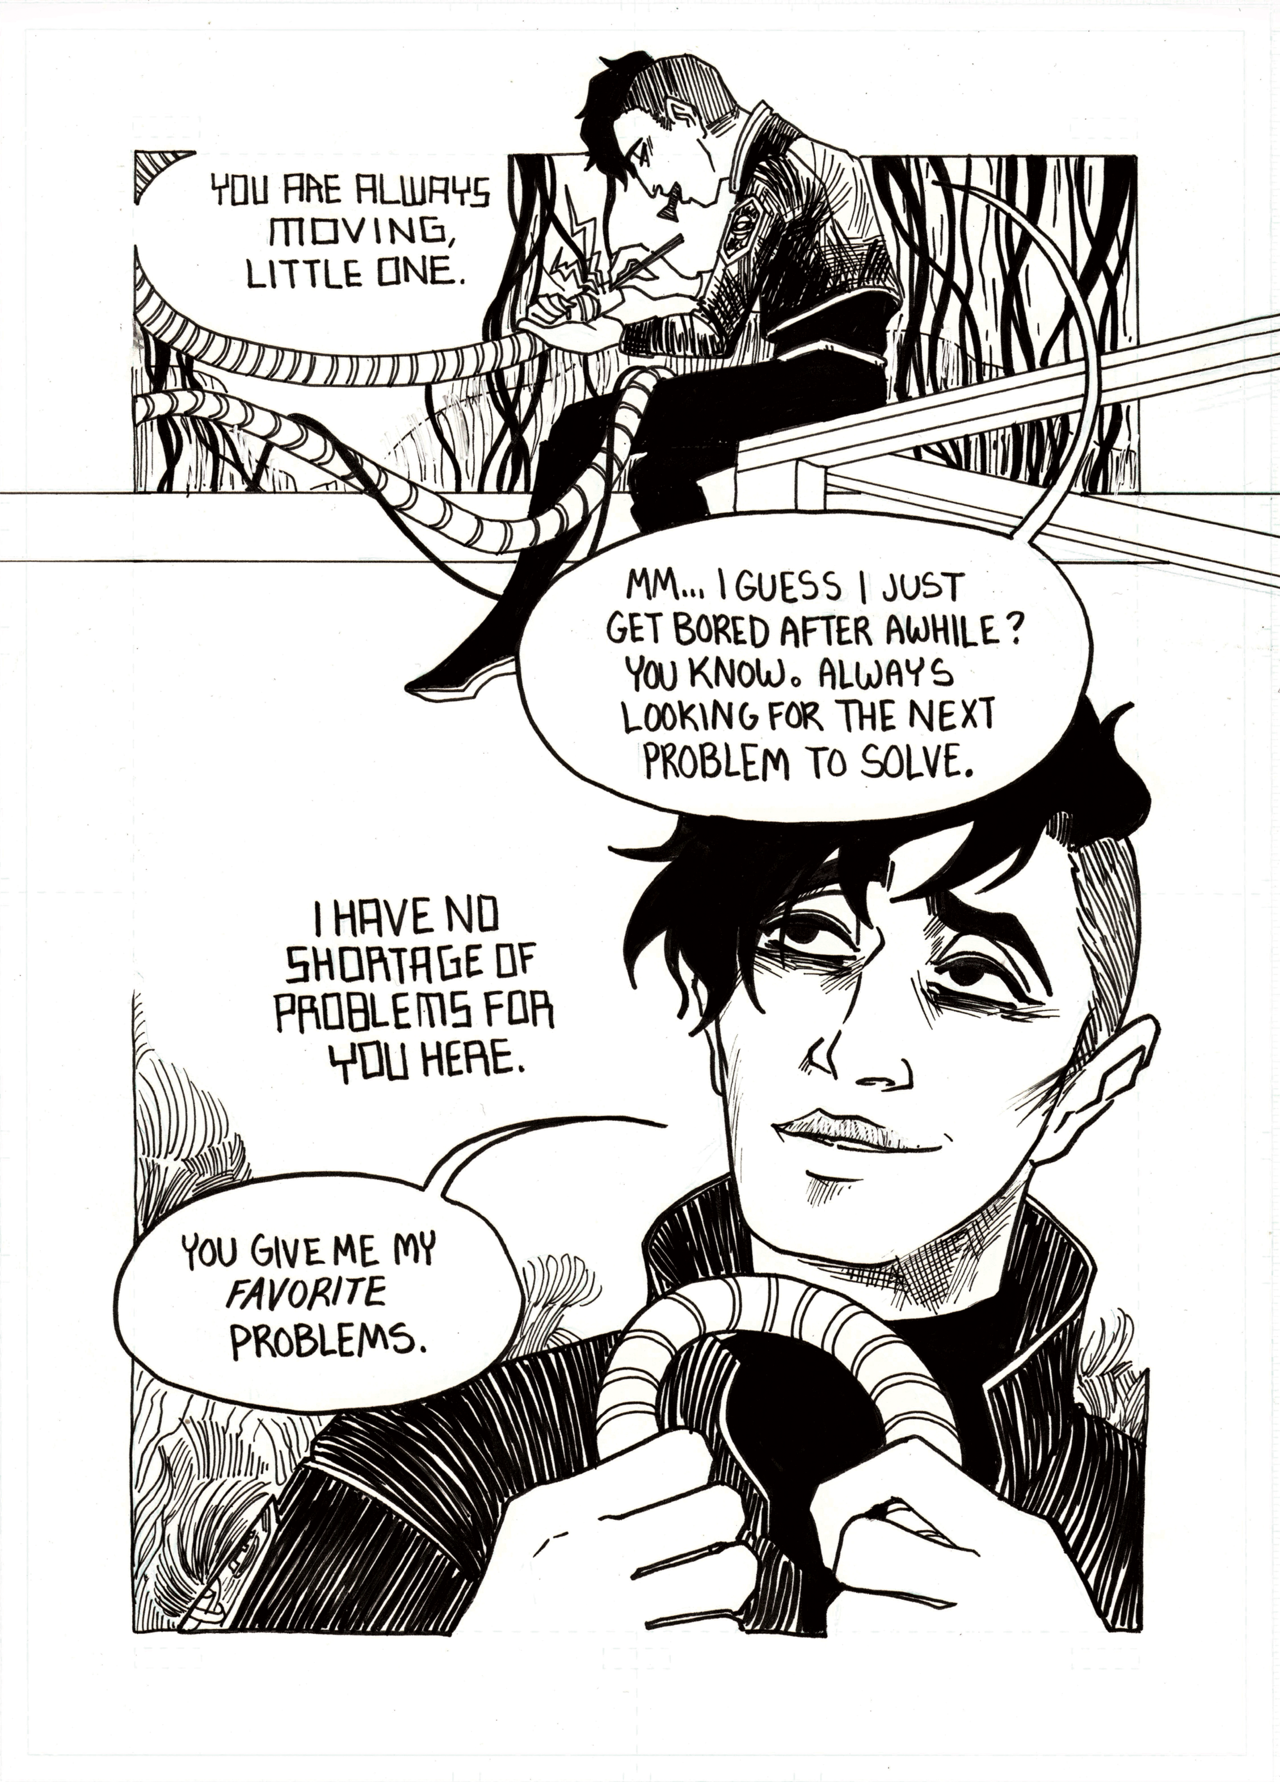 YOU ARE ALWAYS
MOVING,
LITTLE ONE.
MM... I GUESS I JUST
GET BORED AFTER AWHILE?
YOU KNOW. ALWAYS
LOOKING FOR THE NEXT
PROBLEM TO SOLVE.
I HAVE NO
SHORTAGE OF
PROBLEMS FOR
YOU HERE.
YOU GIVE ME MY
FAVORITE
PROBLEMS.